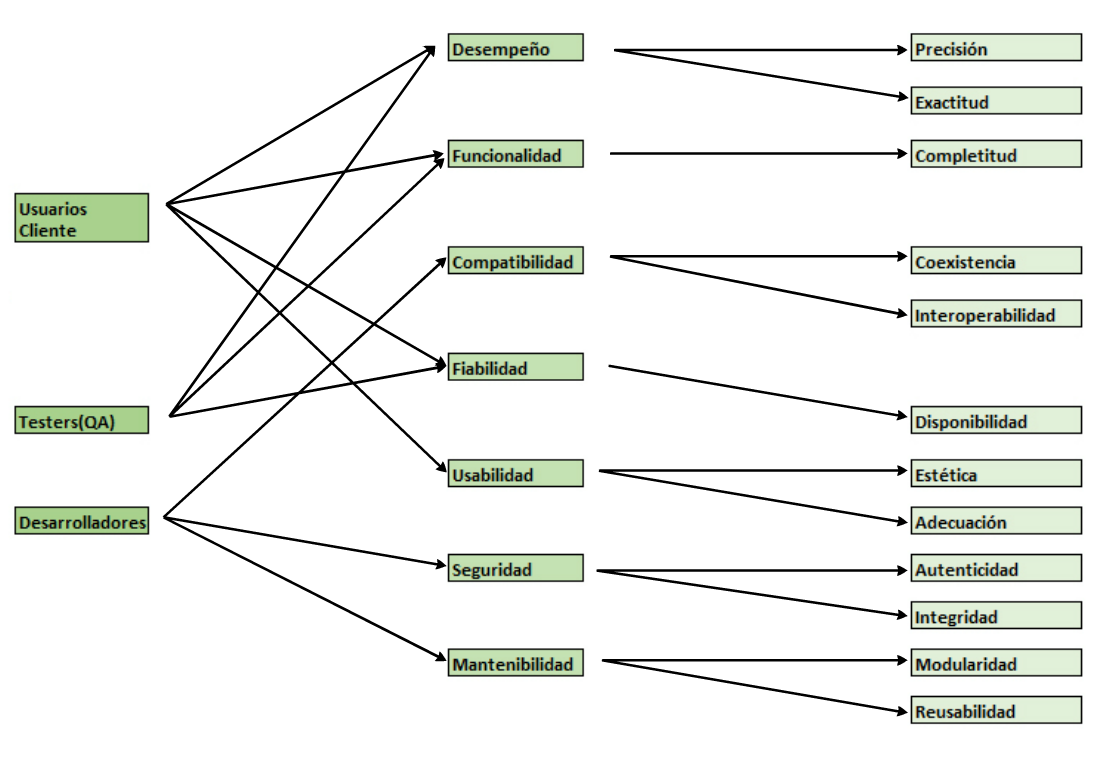 Usuarios
Cliente
Testers(QA)
Desarrolladores
Desempeño
Funcionalidad
Compatibilidad
Fiabilidad
Usabilidad
Seguridad
Mantenibilidad
Precisión
Exactitud
Completitud
Coexistencia
Interoperabilidad
Disponibilidad
Estética
Adecuación
Autenticidad
Integridad
Modularidad
Reusabilidad